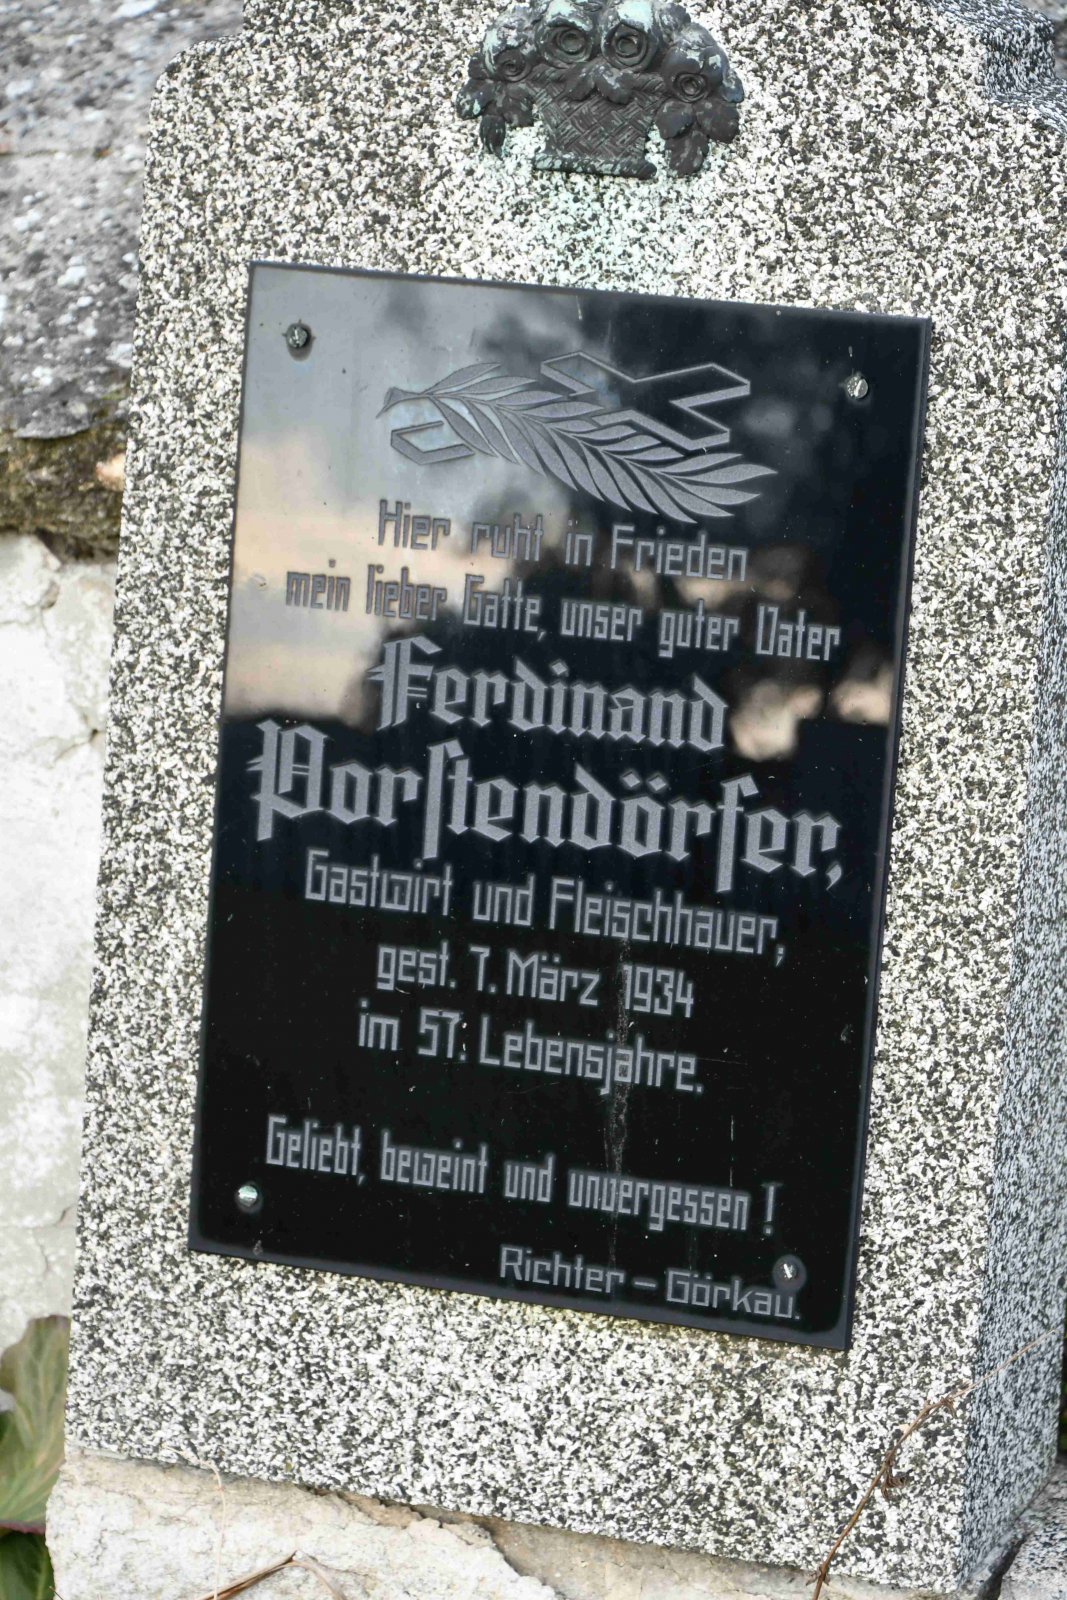 Hier ruht in Frieden
mein lieber Gatte, unser guter Vater
Ferdinand
Porſtendörfer,
Gastwirt und Fleischhauer,
gest. 7. März 1934
im 57. Lebensjahre.
Geliebt, beweint und unvergessen!
Richter – Görkau.